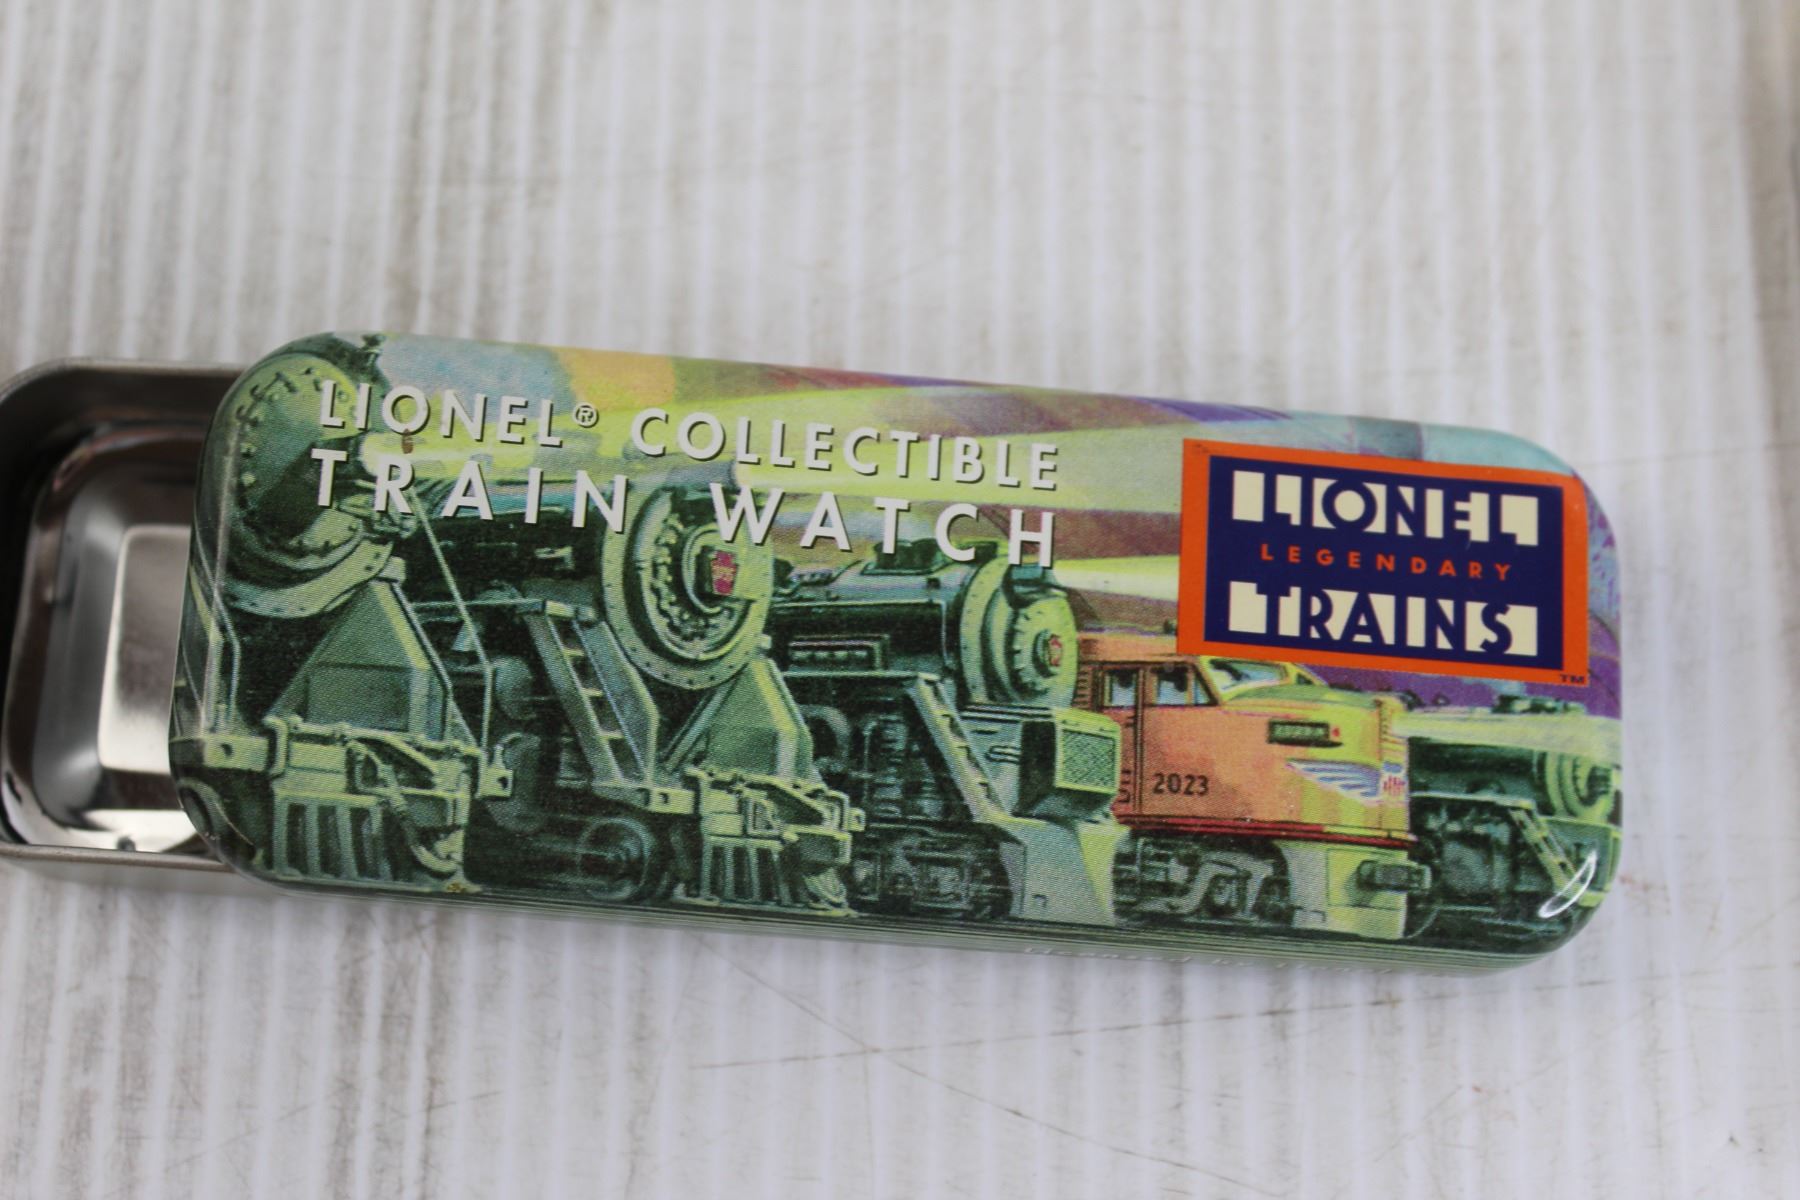 LIONEL® COLLECTIBLE
TRAIN WATCH
LIONEL
LEGENDARY
TRAINS
TM
2023